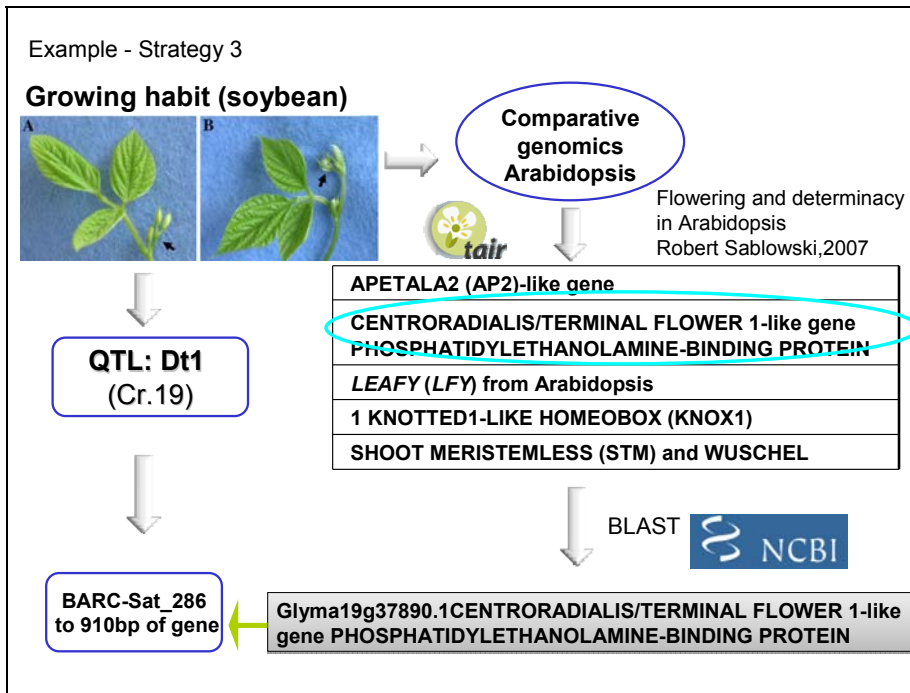 Example - Strategy 3
Growing habit (soybean)
A
B
Comparative
genomics
Arabidopsis
Flowering and determinacy
in Arabidopsis
Robert Sablowski,2007
tair
APETALA2 (AP2)-like gene
CENTRORADIALIS/TERMINAL FLOWER 1-like gene
PHOSPHATIDYLETHANOLAMINE-BINDING PROTEIN
LEAFY (LFY) from Arabidopsis
1 KNOTTED1-LIKE HOMEOBOX (KNOX1)
SHOOT MERISTEMLESS (STM) and WUSCHEL
QTL: Dt1
(Cr.19)
BLAST
NCBI
BARC-Sat_286
to 910bp of gene
Glyma19g37890.1CENTRORADIALIS/TERMINAL FLOWER 1-like
gene PHOSPHATIDYLETHANOLAMINE-BINDING PROTEIN